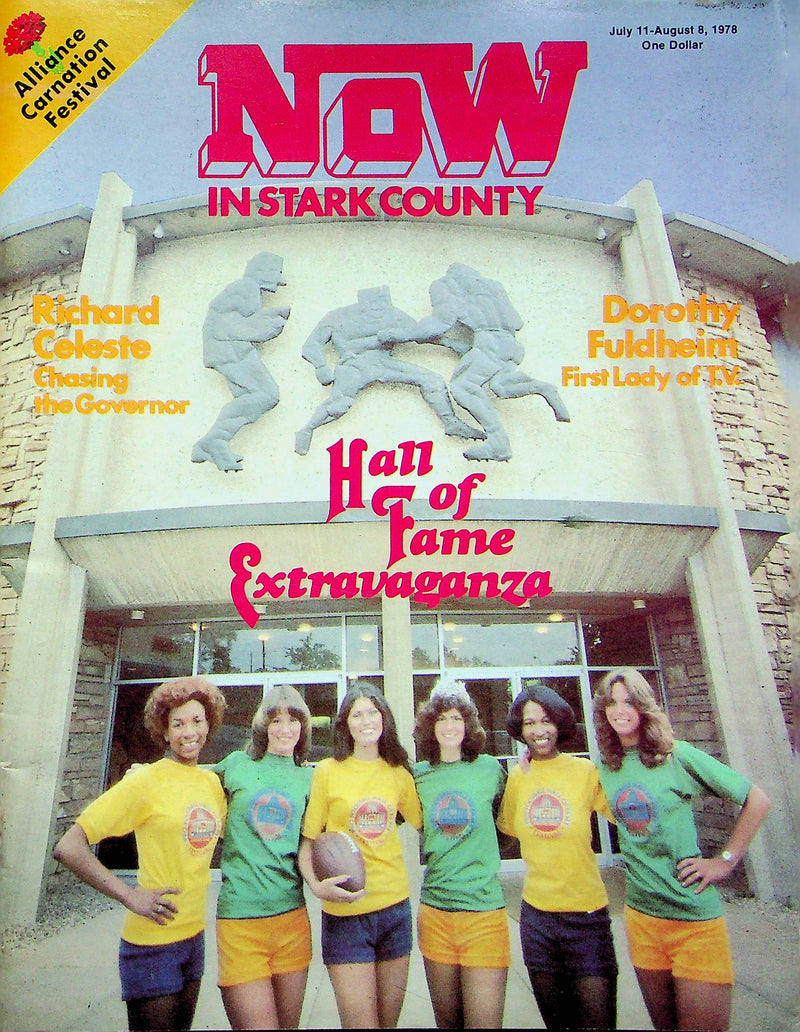 Alliance
Carnation
Festival
July 11-August 8, 1978
One Dollar
NOW
IN STARK COUNTY
Richard
Celeste
Chasing
the Governor
Dorothy
Fuldheim
First Lady of T.V.
Hall
of
Fame
Extravaganza